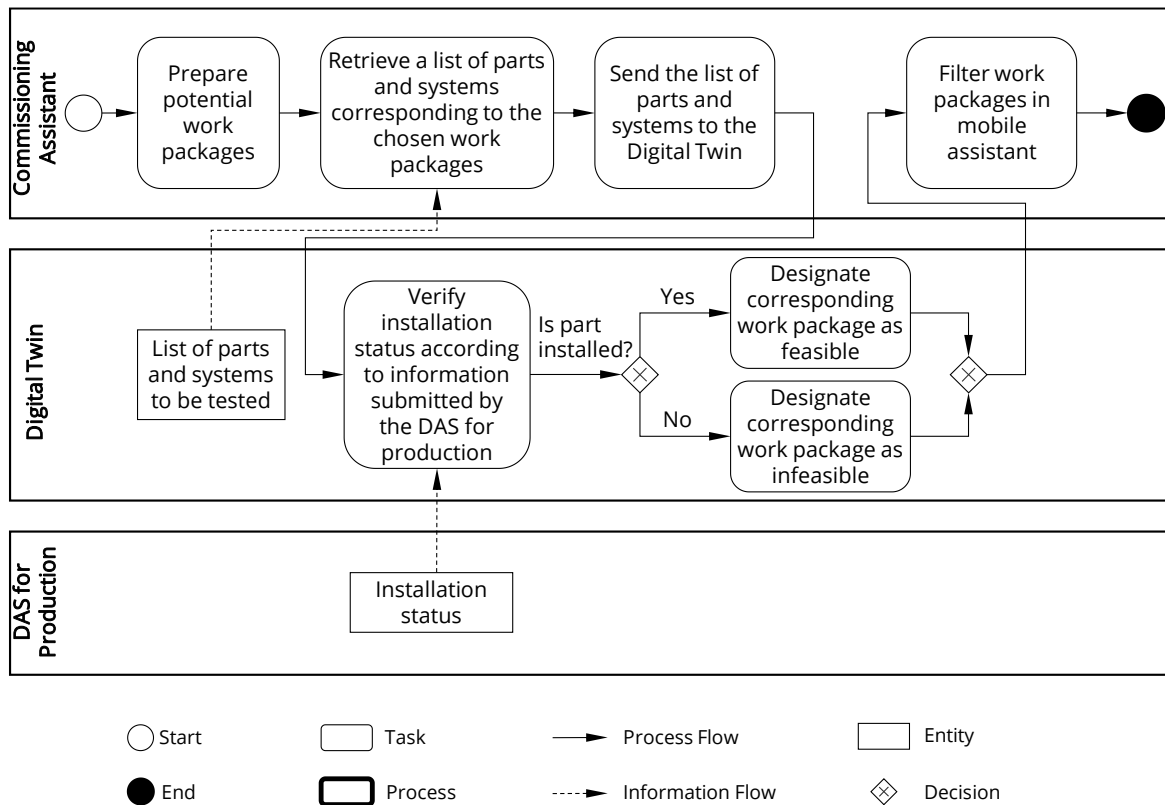 Commissioning
Assistant
Prepare
potential
work
packages
Retrieve a list of parts
and systems
corresponding to the
chosen work
packages
Send the list of
parts and
systems to the
Digital Twin
Filter work
packages in
mobile
assistant
Digital Twin
List of parts
and systems
to be tested
Verify
installation
status according
to information
submitted by
the DAS for
production
Is part
installed?
Yes
No
Designate
corresponding
work package as
feasible
Designate
corresponding
work package as
infeasible
DAS for
Production
Installation
status
Start
Task
Process Flow
Entity
End
Process
Information Flow
Decision